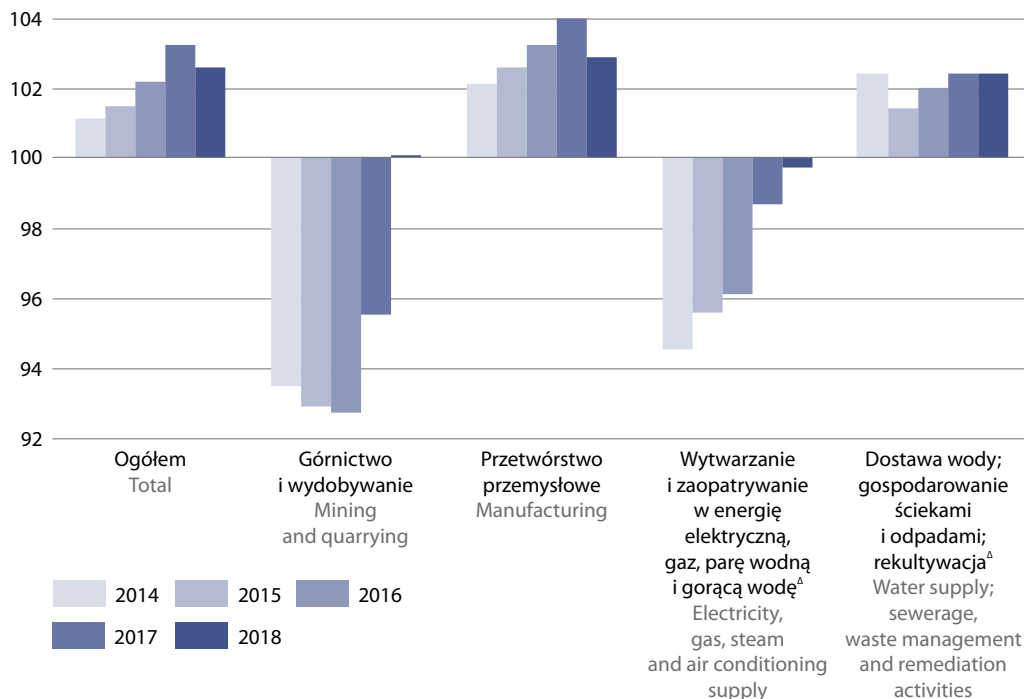 104
102
100
98
96
94
92
Ogółem
Total
Górnictwo
i wydobywanie
Mining
and quarrying
Przetwórstwo
przemysłowe
Manufacturing
Wytwarzanie
i zaopatrywanie
w energię
elektryczną,
gaz, parę wodną
i gorącą wodęᐞ
Electricity,
gas, steam
and air conditioning
supply
Dostawa wody;
gospodarowanie
ściekami
i odpadami;
rekultywacjaᐞ
Water supply;
sewerage,
waste management
and remediation
activities
2014
2015
2016
2017
2018